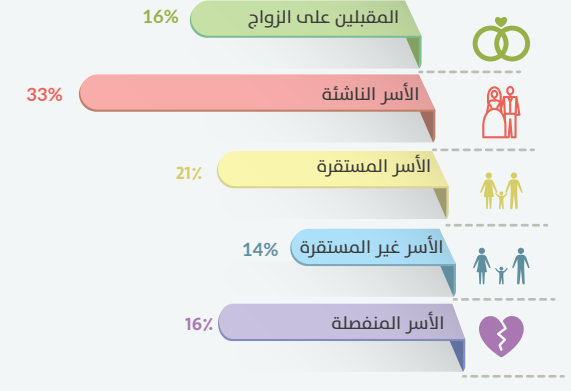 المقبلين على الزواج 16%
الأسر الناشئة 33%
الأسر المستقرة 21٪
الأسر غير المستقرة 14%
الأسر المنفصلة 16٪